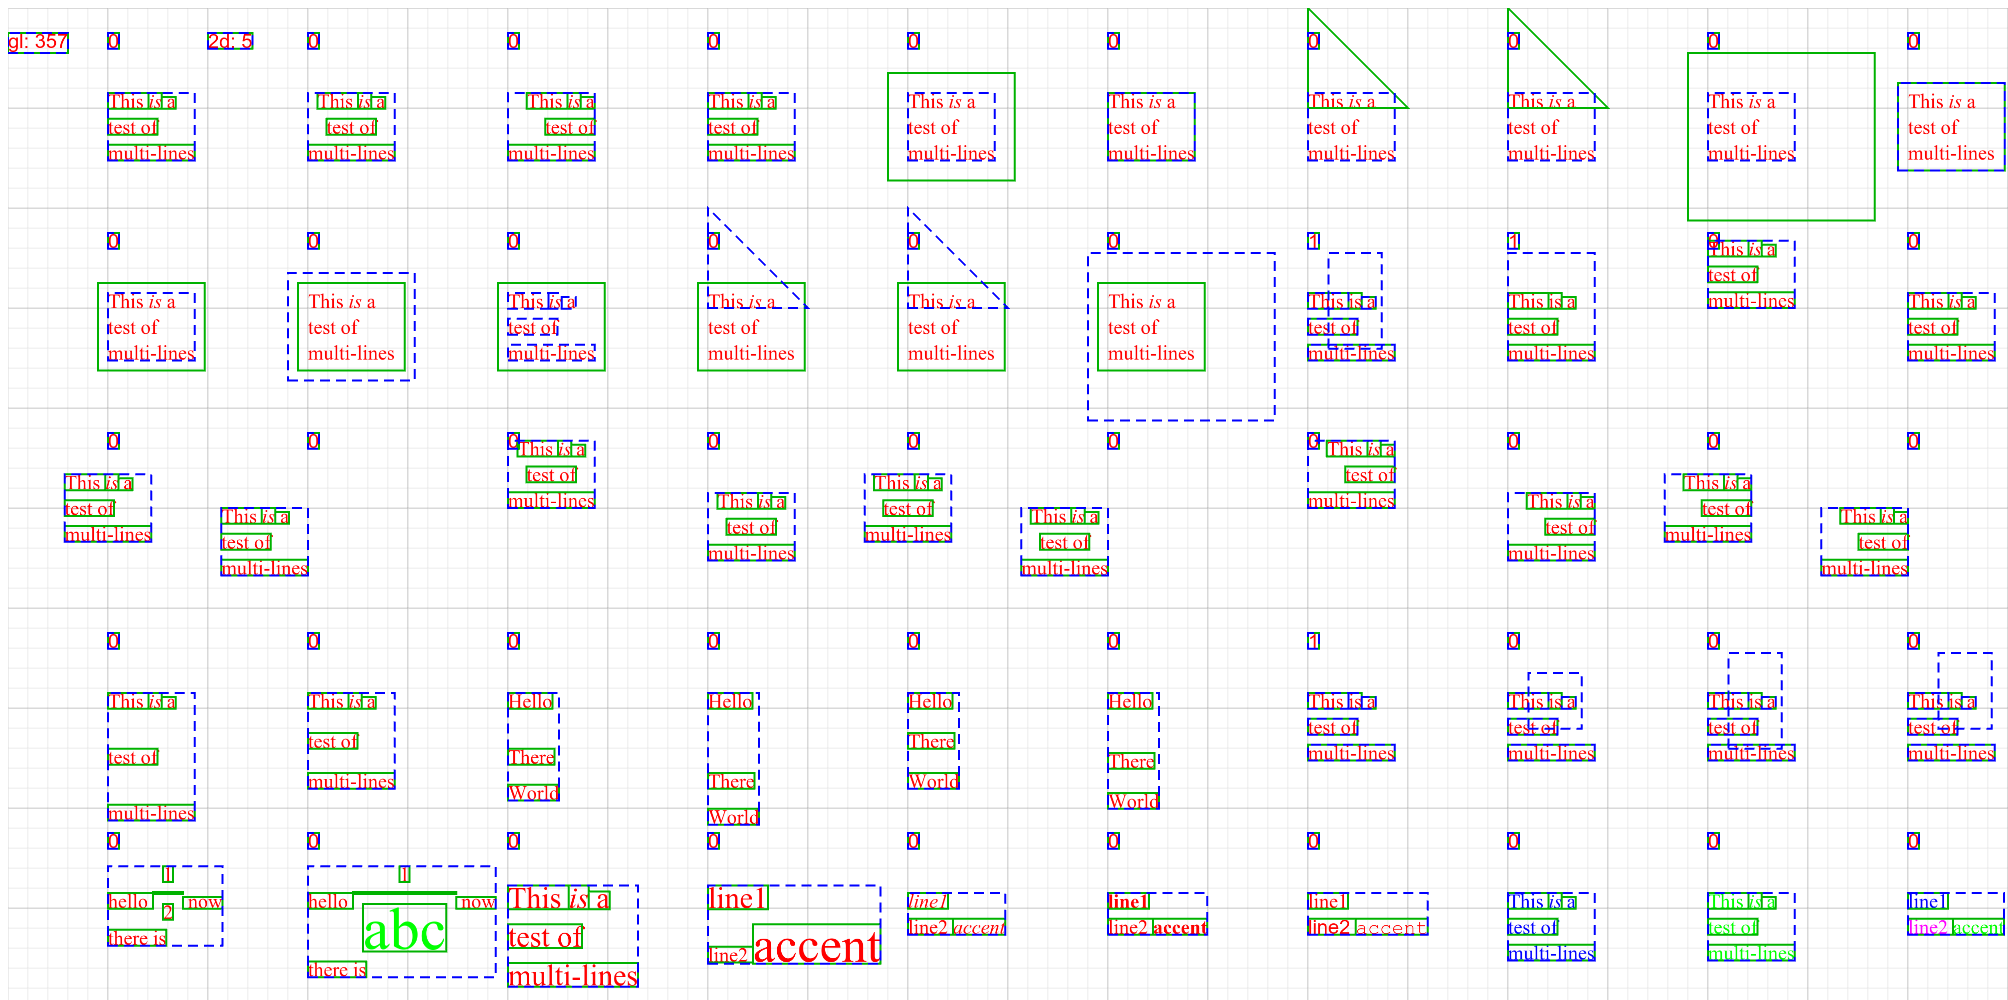 gl: 357 0 2d: 5 0 0 0 0 0 0 0 0 0
This is a This is a This is a This is a This is a This is a This is a This is a This is a This is a
test of test of test of test of test of test of test of test of test of test of
multi-lines multi-lines multi-lines multi-lines multi-lines multi-lines multi-lines multi-lines multi-lines multi-lines
0 0 0 0 0 0 1 1 0 0
This is a This is a This is a This is a This is a This is a This is a This is a This is a This is a
test of test of test of test of test of test of test of test of test of test of
multi-lines multi-lines multi-lines multi-lines multi-lines multi-lines multi-lines multi-lines multi-lines multi-lines
0 0 0 0 0 0 0 0 0 0
This is a This is a This is a This is a This is a This is a This is a This is a This is a This is a
test of test of test of test of test of test of test of test of test of test of
multi-lines multi-lines multi-lines multi-lines multi-lines multi-lines multi-lines multi-lines multi-lines multi-lines
0 0 0 0 0 0 1 0 0 0
This is a This is a Hello Hello Hello Hello This is a This is a This is a This is a
test of test of There There There There test of test of test of test of
multi-lines multi-lines World World World World multi-lines multi-lines multi-lines multi-lines
0 0 0 0 0 0 0 0 0 0
1
hello now
2
there is
1
hello now
abc
there is
This is a
test of
multi-lines
line1
line2 accent
line1
line2 accent
line1
line2 accent
line1
line2 accent
This is a
test of
multi-lines
This is a
test of
multi-lines
line1
line2 accent